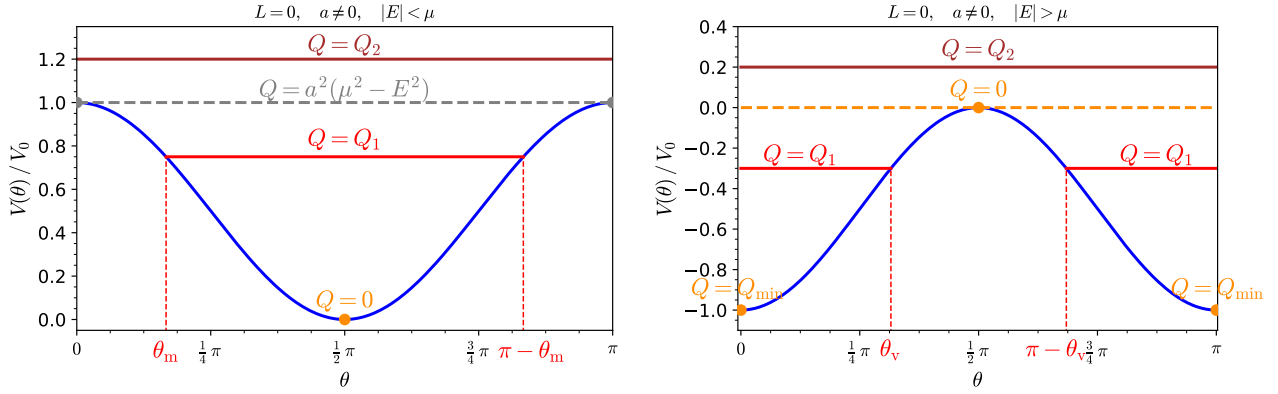 L = 0,   a ≠ 0,   |E| < μ
Q = Q₂
Q = a²(μ² − E²)
Q = Q₁
Q = 0
V(θ) / V₀
1.2
1.0
0.8
0.6
0.4
0.2
0.0
0
θₘ
¼ π
½ π
¾ π
π − θₘ
π
θ
L = 0,   a ≠ 0,   |E| > μ
Q = Q₂
Q = 0
Q = Q₁
Q = Q₁
Q = Q_min
Q = Q_min
V(θ) / V₀
0.4
0.2
0.0
−0.2
−0.4
−0.6
−0.8
−1.0
0
¼ π
θᵥ
½ π
π − θᵥ
¾ π
π
θ